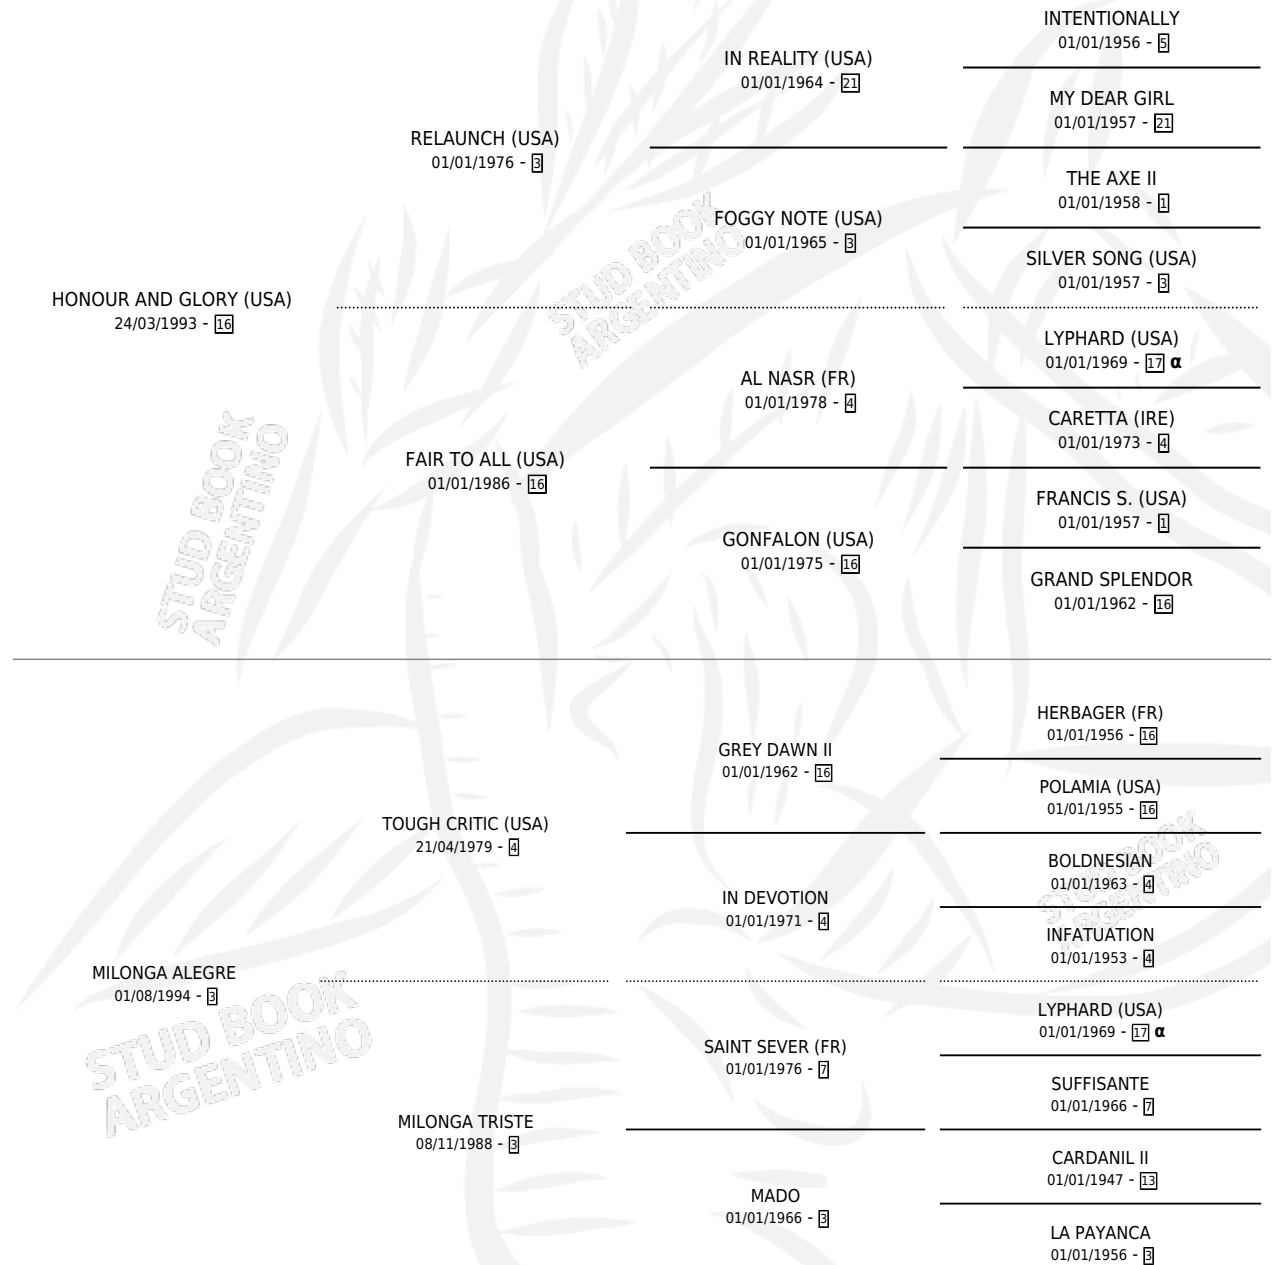 INTENTIONALLY
01/01/1956 - 5
IN REALITY (USA)
01/01/1964 - 21
MY DEAR GIRL
01/01/1957 - 21
RELAUNCH (USA)
01/01/1976 - 3
THE AXE II
01/01/1958 - 1
FOGGY NOTE (USA)
01/01/1965 - 3
SILVER SONG (USA)
01/01/1957 - 3
HONOUR AND GLORY (USA)
24/03/1993 - 16
LYPHARD (USA)
01/01/1969 - 17 α
AL NASR (FR)
01/01/1978 - 4
CARETTA (IRE)
01/01/1973 - 4
FAIR TO ALL (USA)
01/01/1986 - 16
FRANCIS S. (USA)
01/01/1957 - 1
GONFALON (USA)
01/01/1975 - 16
GRAND SPLENDOR
01/01/1962 - 16
HERBAGER (FR)
01/01/1956 - 16
GREY DAWN II
01/01/1962 - 16
POLAMIA (USA)
01/01/1955 - 16
TOUGH CRITIC (USA)
21/04/1979 - 4
BOLDNESIAN
01/01/1963 - 4
IN DEVOTION
01/01/1971 - 4
INFATUATION
01/01/1953 - 4
MILONGA ALEGRE
01/08/1994 - 3
LYPHARD (USA)
01/01/1969 - 17 α
SAINT SEVER (FR)
01/01/1976 - 7
SUFFISANTE
01/01/1966 - 7
MILONGA TRISTE
08/11/1988 - 3
CARDANIL II
01/01/1947 - 13
MADO
01/01/1966 - 3
LA PAYANCA
01/01/1956 - 3
STUD BOOK
ARGENTINO
STUD BOOK
ARGENTINO
STUD BOOK
ARGENTINO
STUD BOOK
ARGENTINO